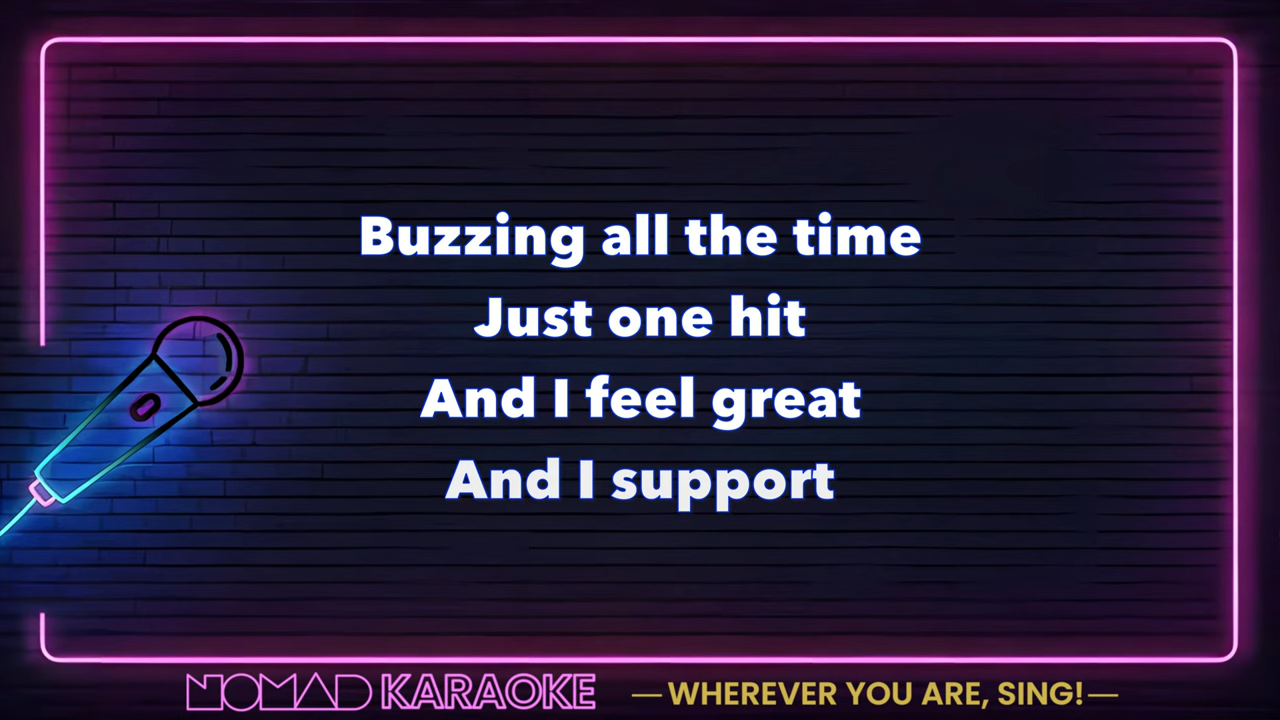 Buzzing all the time
Just one hit
And I feel great
And I support
NOMAD KARAOKE —WHEREVER YOU ARE, SING!—